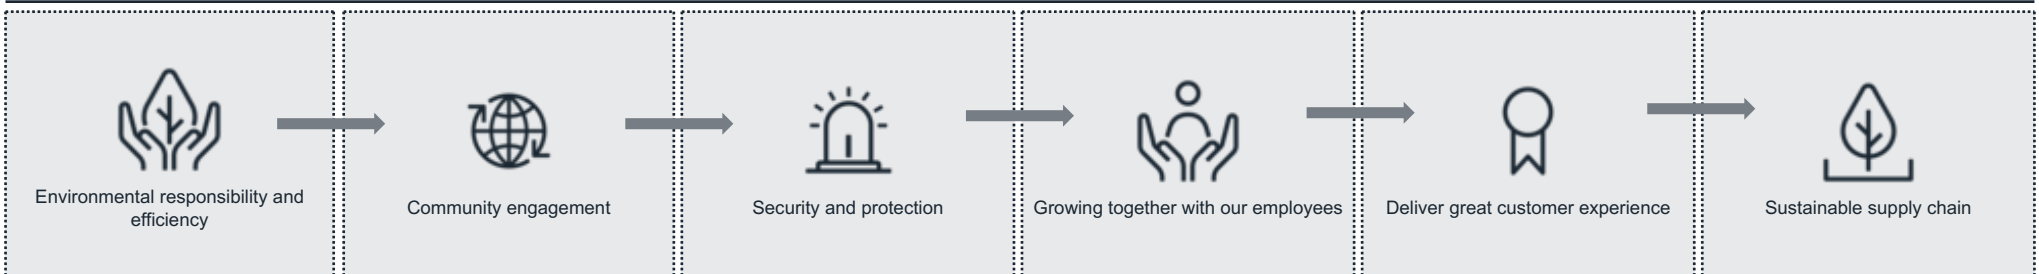 Environmental responsibility and
efficiency
Community engagement
Security and protection
Growing together with our employees
Deliver great customer experience
Sustainable supply chain